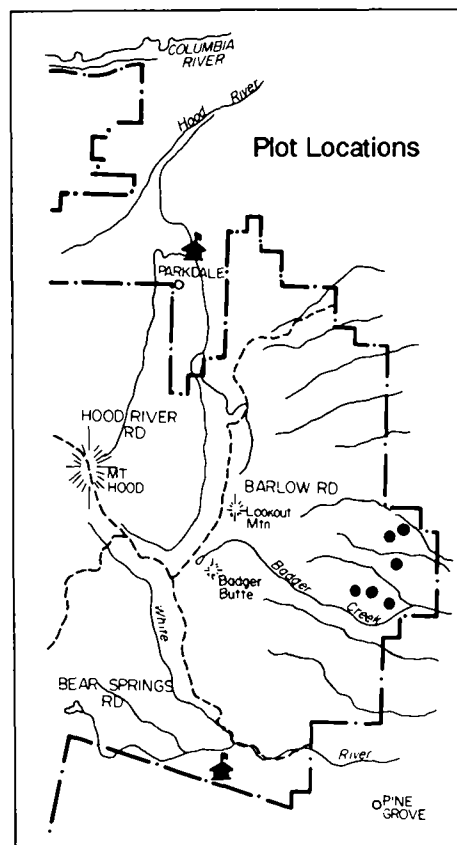 COLUMBIA
RIVER
Hood River
Plot Locations
PARKDALE
HOOD RIVER
RD
MT
HOOD
BARLOW RD
Lookout
Mtn
Badger
Butte
Badger Creek
White River
BEAR SPRINGS
RD
PINE
GROVE